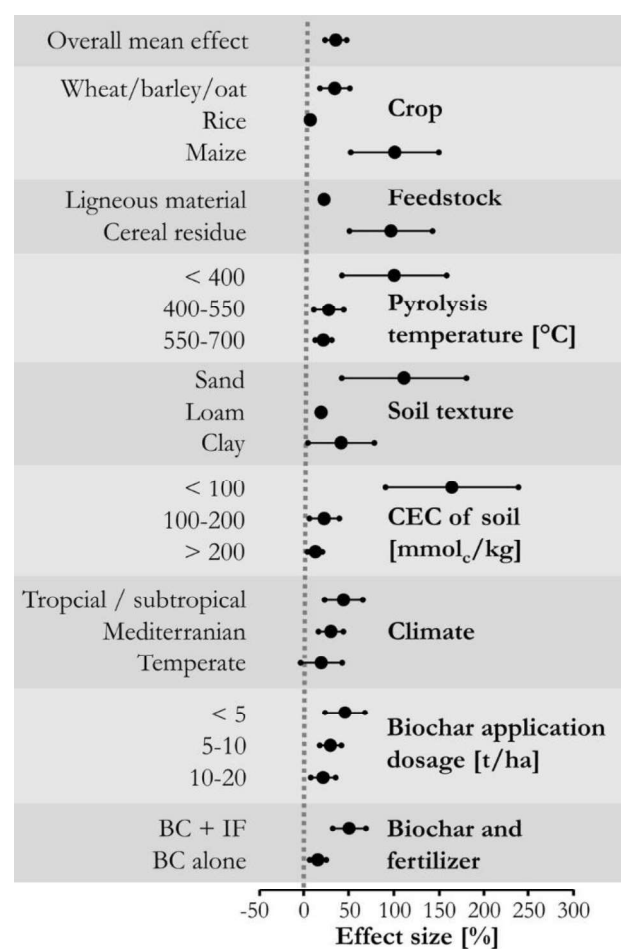 Overall mean effect
Wheat/barley/oat
Rice
Maize
Crop
Ligneous material
Cereal residue
Feedstock
< 400
400-550
550-700
Pyrolysis
temperature [°C]
Sand
Loam
Clay
Soil texture
< 100
100-200
> 200
CEC of soil
[mmolc/kg]
Tropcial / subtropical
Mediterranian
Temperate
Climate
< 5
5-10
10-20
Biochar application
dosage [t/ha]
BC + IF
BC alone
Biochar and
fertilizer
-50 0 50 100 150 200 250 300
Effect size [%]